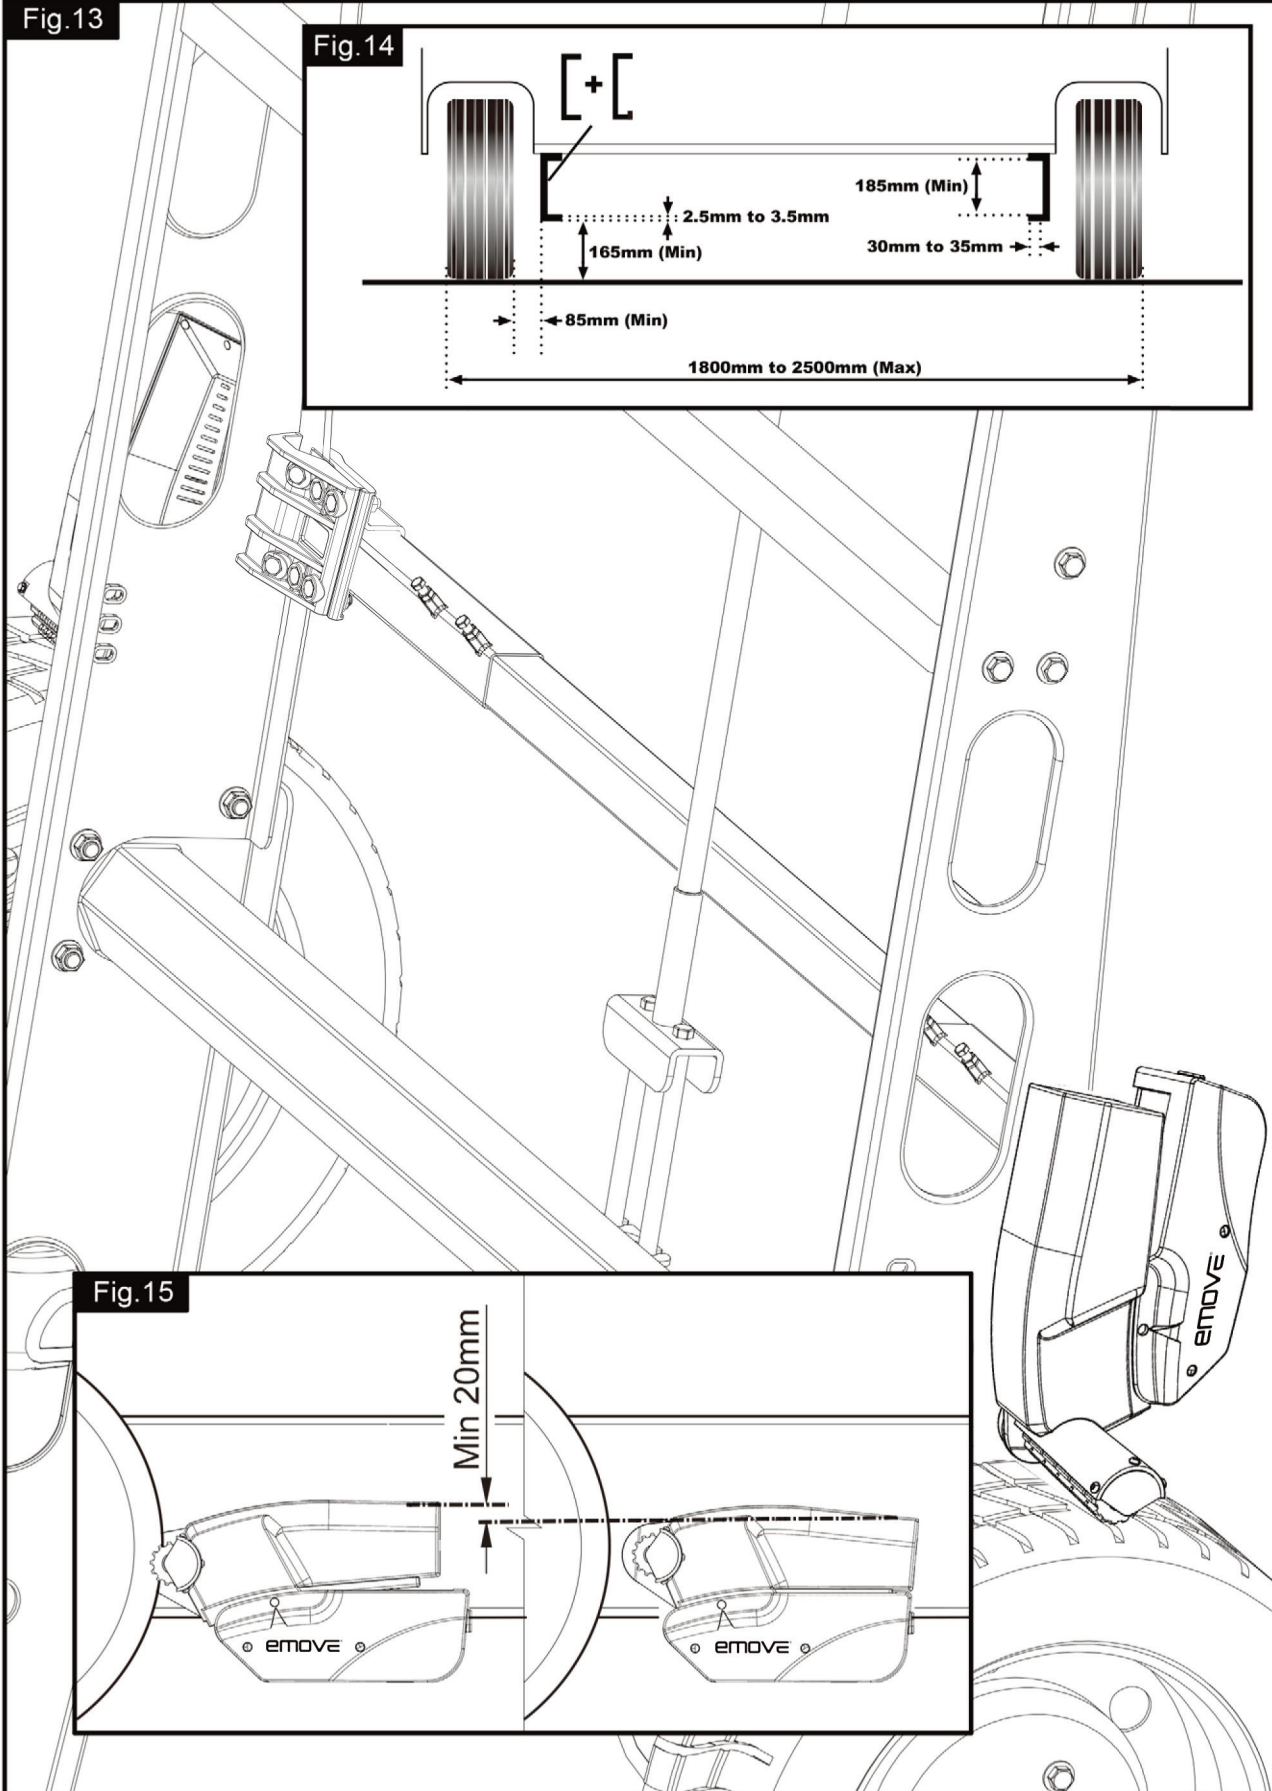 Fig.13
Fig.14
[ + [
185mm (Min)
2.5mm to 3.5mm
165mm (Min)
30mm to 35mm
85mm (Min)
1800mm to 2500mm (Max)
emove
Fig.15
Min 20mm
emove
emove